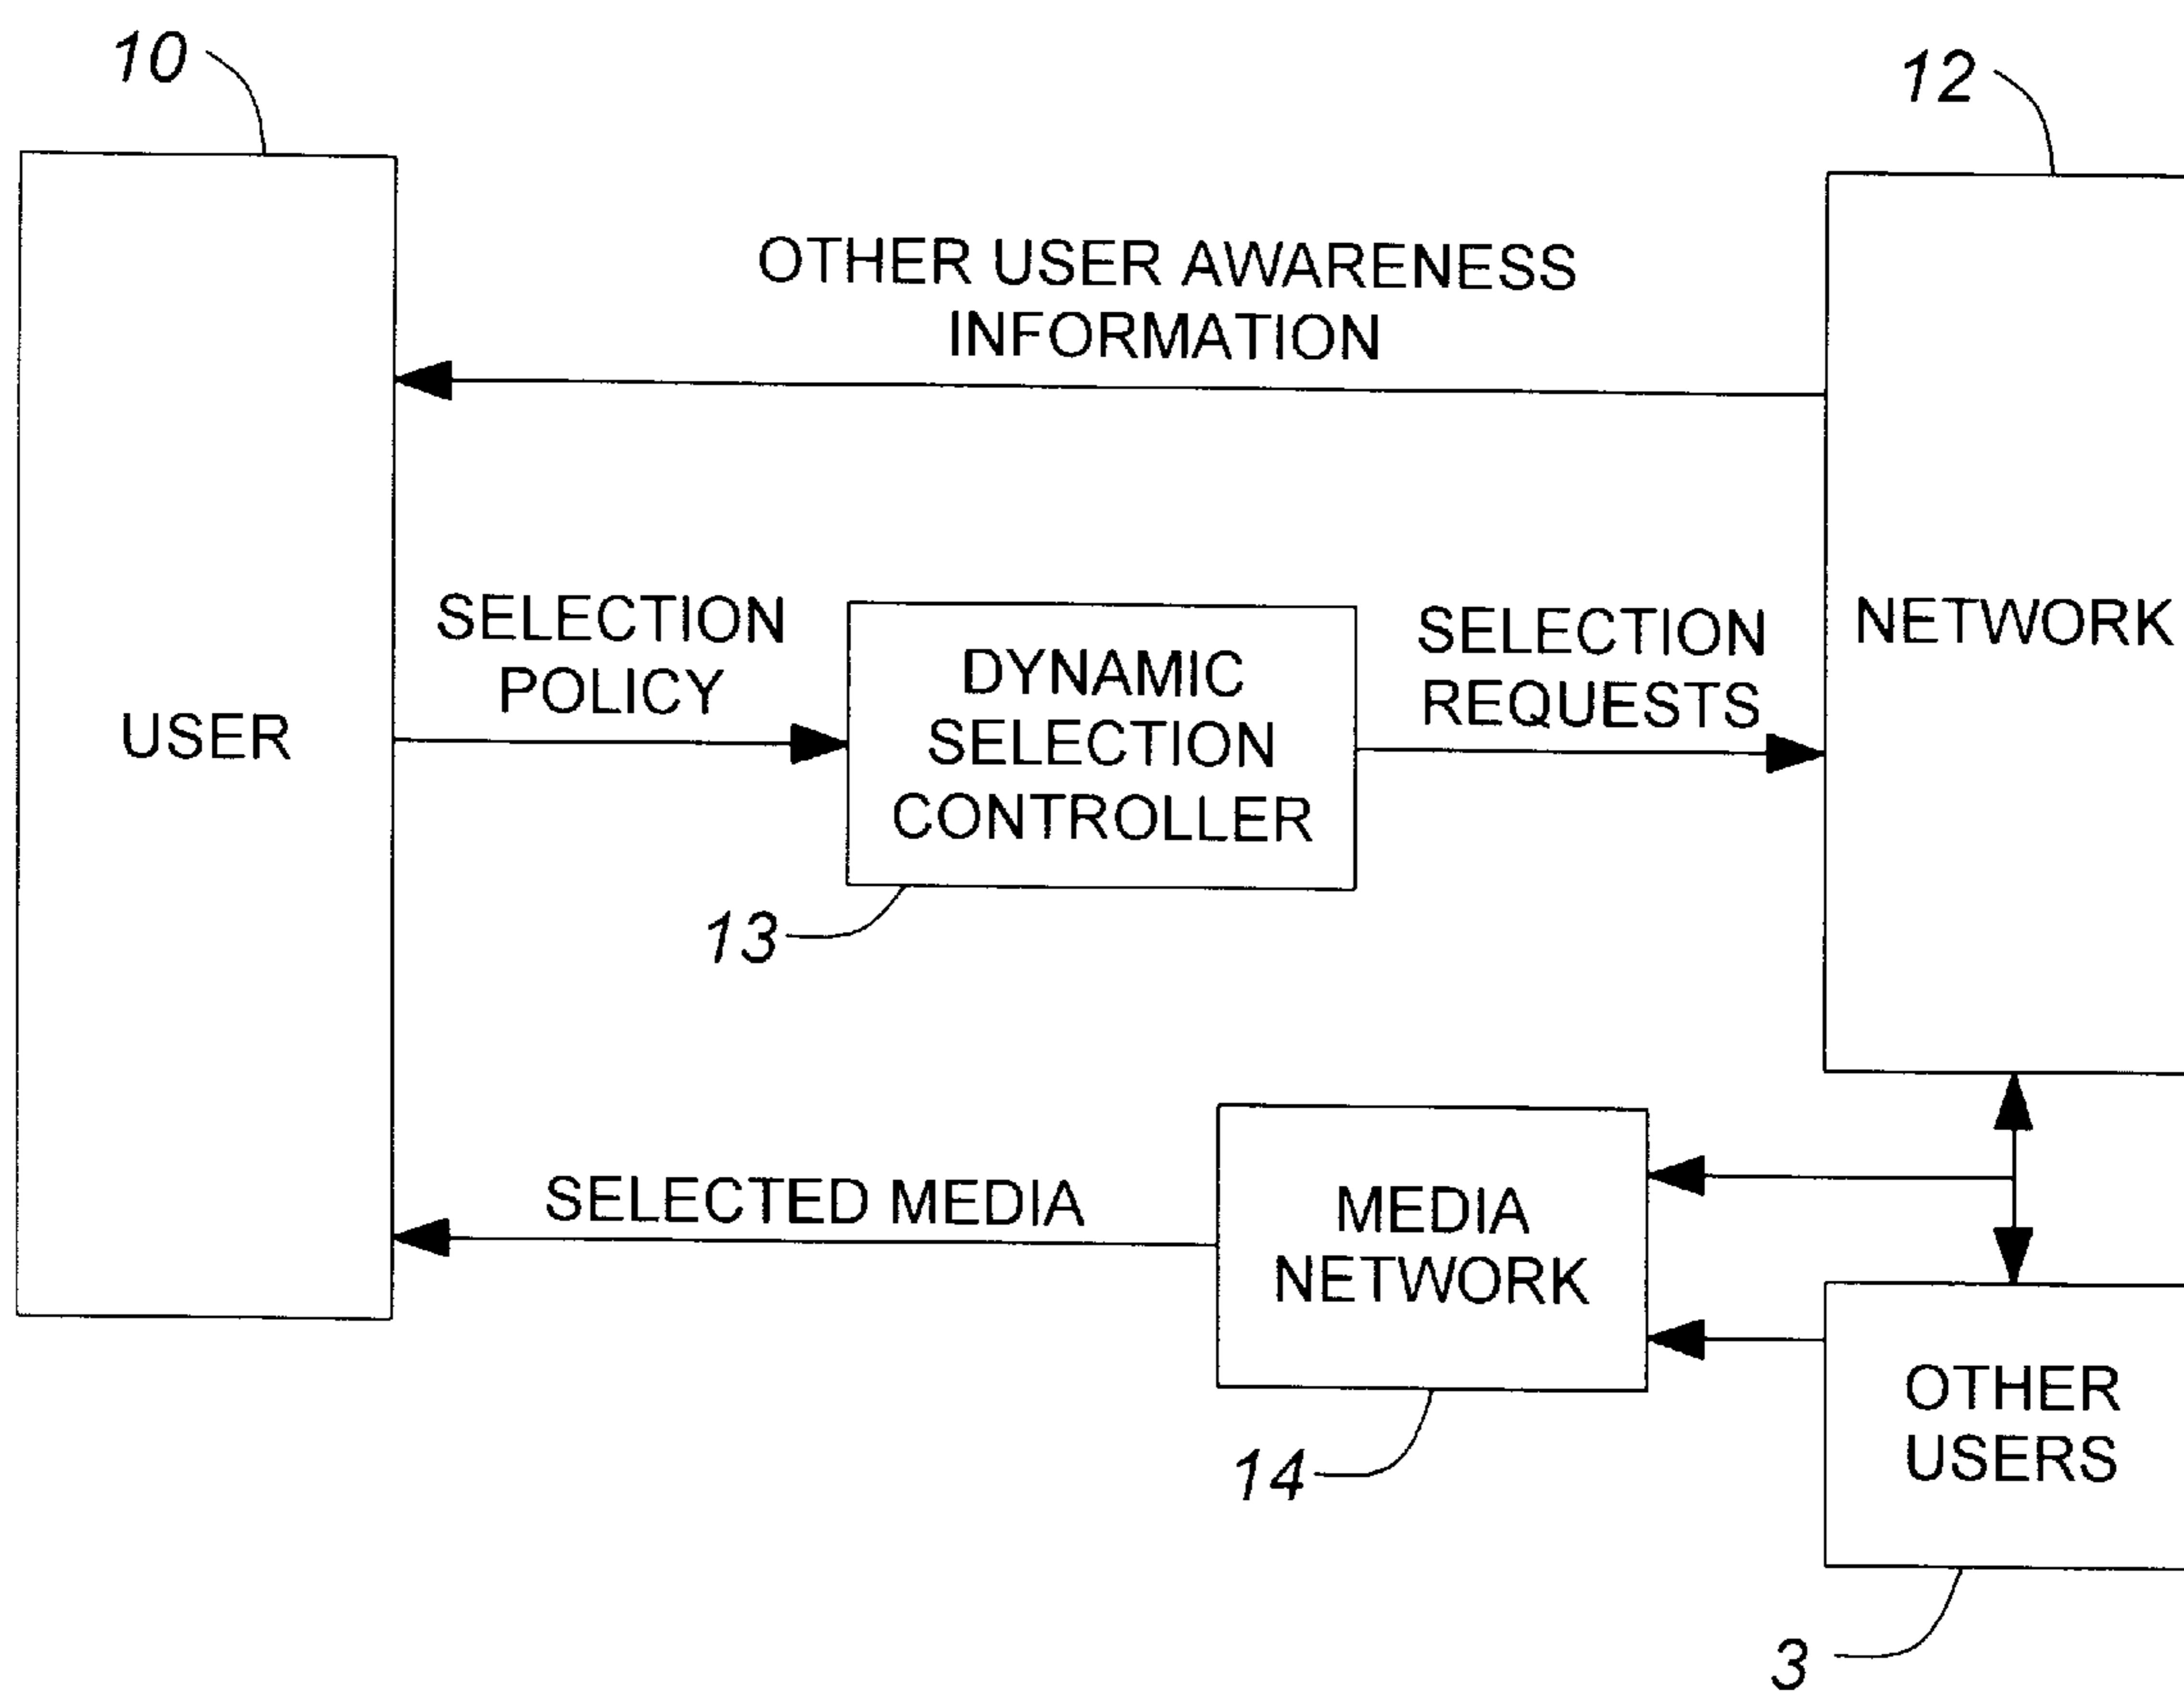 10
12
OTHER USER AWARENESS
INFORMATION
SELECTION
POLICY
DYNAMIC
SELECTION
CONTROLLER
SELECTION
REQUESTS
NETWORK
USER
13
SELECTED MEDIA
MEDIA
NETWORK
OTHER
USERS
14
3